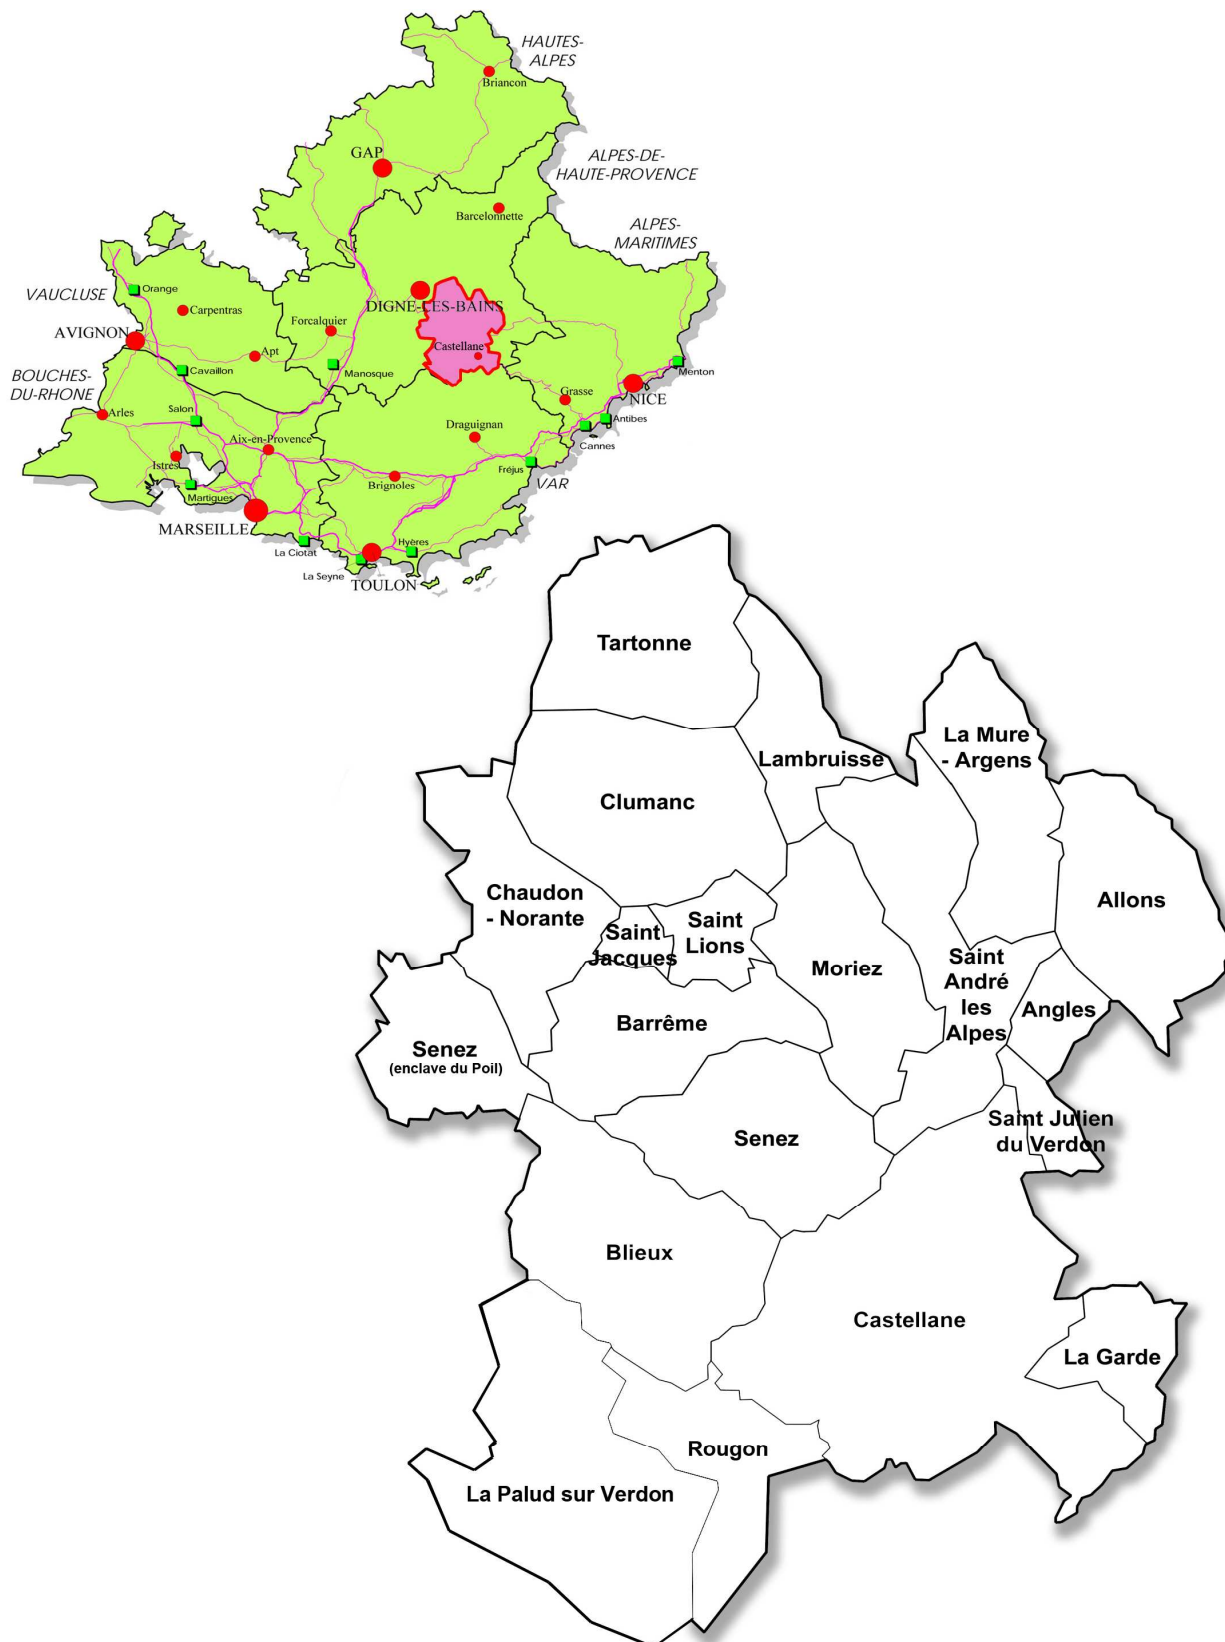 HAUTES-
ALPES
Briancon
GAP
ALPES-DE-
HAUTE-PROVENCE
Barcelonnette
ALPES-
MARITIMES
VAUCLUSE
Orange
Carpentras
DIGNE-LES-BAINS
Forcalquier
AVIGNON
Apt
Castellane
Cavaillon
Manosque
Menton
BOUCHES-
DU-RHONE
Grasse
NICE
Arles
Salon
Antibes
Draguignan
Aix-en-Provence
Cannes
Istres
Fréjus
VAR
Brignoles
Martigues
MARSEILLE
Hyères
La Ciotat
La Seyne
TOULON
Tartonne
La Mure
- Argens
Lambruisse
Clumanc
Chaudon
- Norante
Allons
Saint
Jacques
Saint
Lions
Moriez
Saint
André
les
Alpes
Angles
Barrême
Senez
(enclave du Poil)
Saint Julien
du Verdon
Senez
Blieux
Castellane
La Garde
Rougon
La Palud sur Verdon